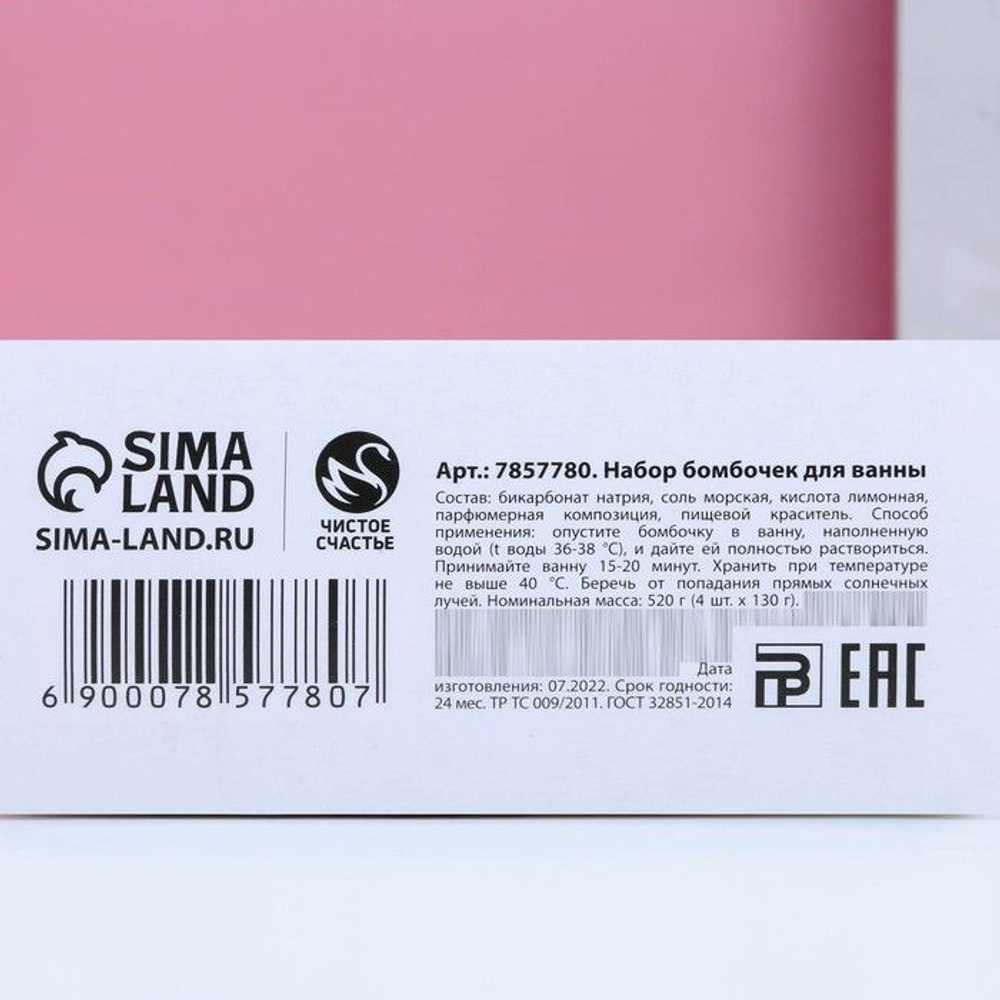 SIMA
LAND
SIMA-LAND.RU
ЧИСТОЕ
СЧАСТЬЕ
6 900078 577807
Арт.: 7857780. Набор бомбочек для ванны
Состав: бикарбонат натрия, соль морская, кислота лимонная,
парфюмерная композиция, пищевой краситель. Способ
применения: опустите бомбочку в ванну, наполненную
водой (t воды 36-38 °C), и дайте ей полностью раствориться.
Принимайте ванну 15-20 минут. Хранить при температуре
не выше 40 °C. Беречь от попадания прямых солнечных
лучей. Номинальная масса: 520 г (4 шт. х 130 г).
Дата
изготовления: 07.2022. Срок годности:
24 мес. ТР ТС 009/2011. ГОСТ 32851-2014
EAC